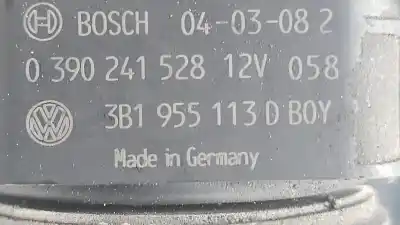 BOSCH 04-03-08 2
0 390 241 528 12V 058
3B1 955 113 D BOY
Made in Germany